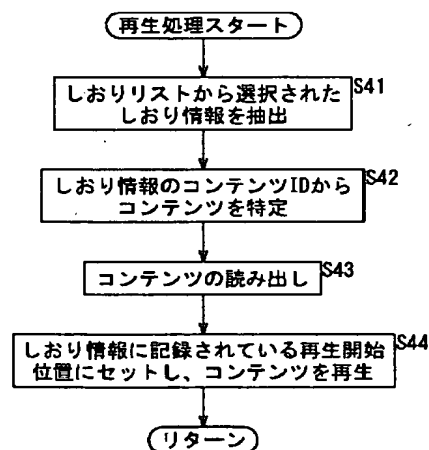 再生処理スタート
しおりリストから選択された
しおり情報を抽出
S41
しおり情報のコンテンツIDから
コンテンツを特定
S42
コンテンツの読み出し
S43
しおり情報に記録されている再生開始
位置にセットし、コンテンツを再生
S44
リターン